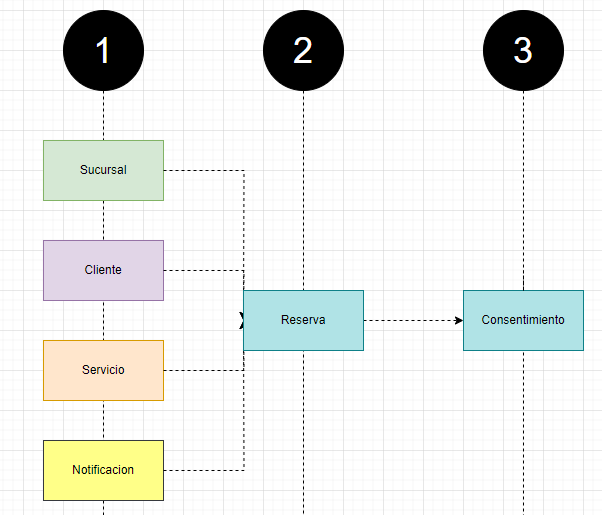 1
2
3
Sucursal
Cliente
Servicio
Notificacion
Reserva
Consentimiento